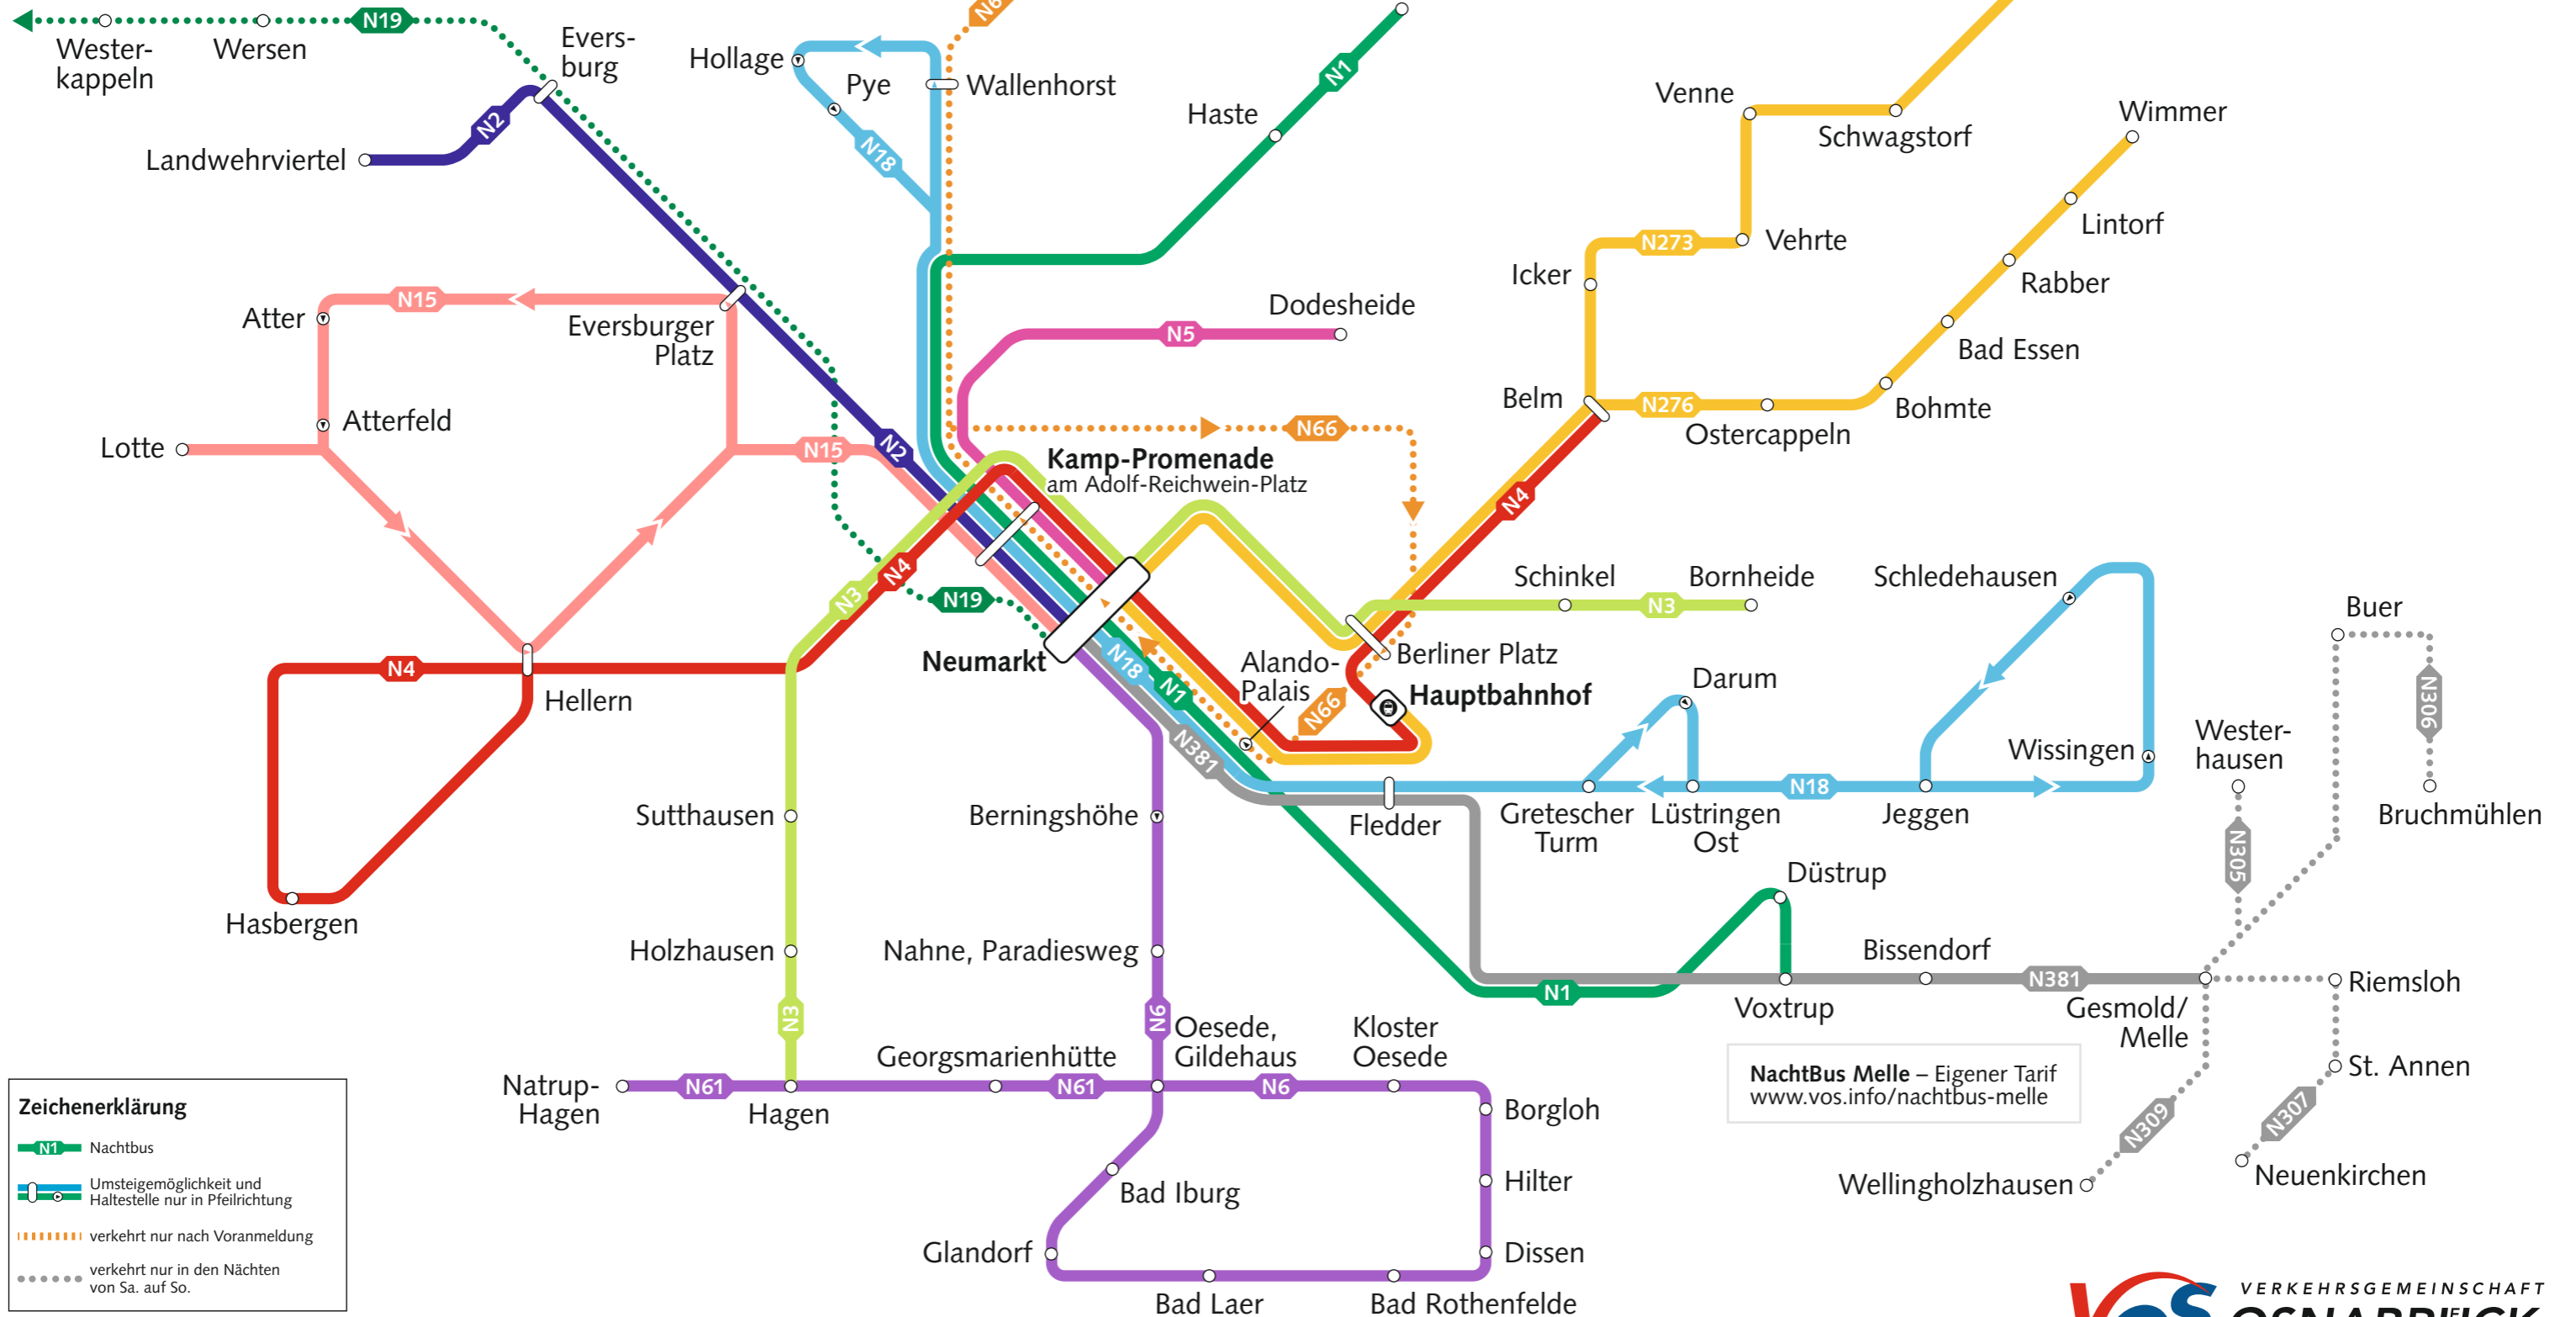 N19
Wester-
kappeln
Wersen
Evers-
burg
N2
Landwehrviertel
Hollage
Pye
N18
Wallenhorst
N1
Haste
Venne
Schwagstorf
Wimmer
Lintorf
Rabber
Bad Essen
Bohmte
N273
Vehrte
Icker
Belm
N276
Ostercappeln
Atter
N15
Eversburger
Platz
Atterfeld
Lotte
N15
N2
N5
Dodesheide
N66
Kamp-Promenade
am Adolf-Reichwein-Platz
N4
N3
N4
N19
Neumarkt
Schinkel
N3
Bornheide
Berliner Platz
Hauptbahnhof
Alando-
Palais
N66
N18
N1
N381
Schledehausen
Darum
Wissingen
Gretescher
Turm
Lüstringen
Ost
N18
Jeggen
Fledder
Buer
N306
Bruchmühlen
Wester-
hausen
N305
N4
Hellern
Hasbergen
Sutthausen
Holzhausen
N3
Berningshöhe
Nahne, Paradiesweg
N6
Düstrup
N1
Voxtrup
Bissendorf
N381
Gesmold/
Melle
Riemsloh
St. Annen
N307
Neuenkirchen
N309
Wellingholzhausen
NachtBus Melle – Eigener Tarif
www.vos.info/nachtbus-melle
Natrup-
Hagen
N61
Hagen
Georgsmarienhütte
N61
Oesede,
Gildehaus
N6
Kloster
Oesede
Borgloh
Hilter
Dissen
Bad Rothenfelde
Bad Laer
Glandorf
Bad Iburg
Zeichenerklärung
N1
Nachtbus
Umsteigemöglichkeit und
Haltestelle nur in Pfeilrichtung
verkehrt nur nach Voranmeldung
verkehrt nur in den Nächten
von Sa. auf So.
VOS
VERKEHRSGEMEINSCHAFT